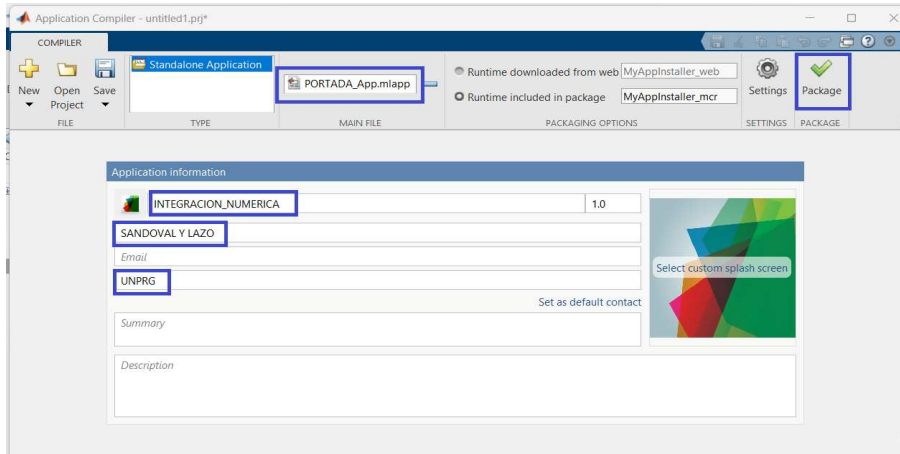 Application Compiler - untitled1.prj*
COMPILER
New
Open Project
Save
FILE
Standalone Application
TYPE
PORTADA_App.mlapp
MAIN FILE
Runtime downloaded from web MyAppInstaller_web
Runtime included in package MyAppInstaller_mcr
PACKAGING OPTIONS
Settings
SETTINGS
Package
PACKAGE
Application information
INTEGRACION_NUMERICA 1.0
SANDOVAL Y LAZO
Email
UNPRG
Set as default contact
Select custom splash screen
Summary
Description